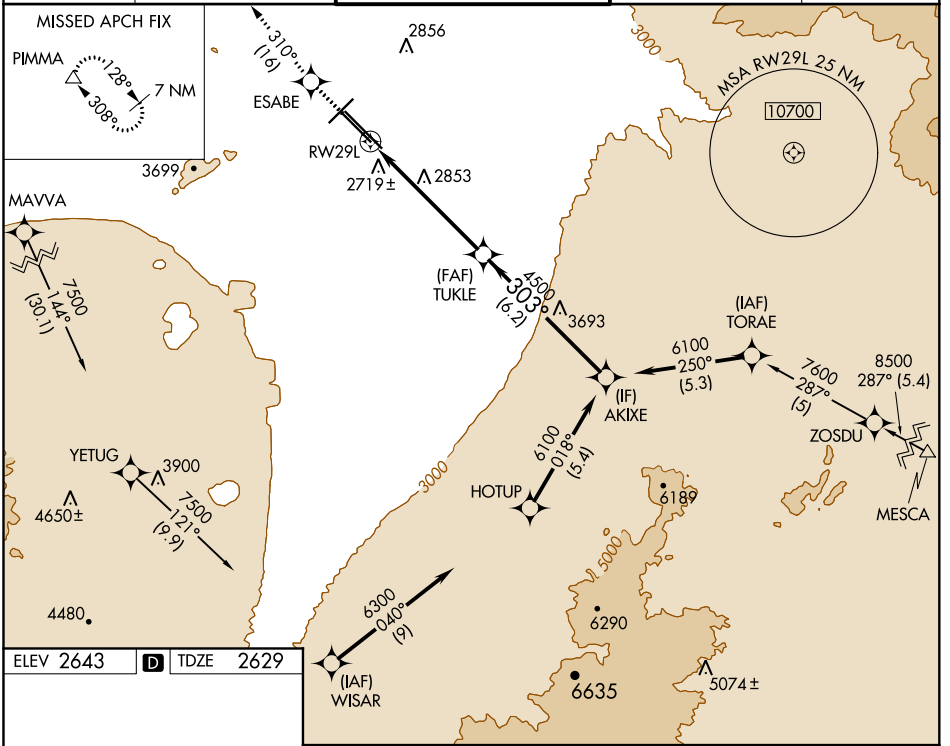 MISSED APCH FIX
PIMMA
128°
308°
7 NM
310°
(16)
2856
ESABE
3000
MSA RW29L 25 NM
10700
RW29L
2719±
2853
3699
MAVVA
7500
144°
(30.1)
(FAF)
TUKLE
4500
303°
(6.2)
3693
(IAF)
TORAE
6100
250°
(5.3)
7600
287°
(5)
8500
287° (5.4)
(IF)
AKIXE
ZOSDU
MESCA
YETUG
3900
4650±
7500
121°
(9.9)
3000
HOTUP
6100
018°
(5.4)
6189
5000
4480
6300
040°
(9)
6290
(IAF)
WISAR
6635
5074±
ELEV 2643 D TDZE 2629